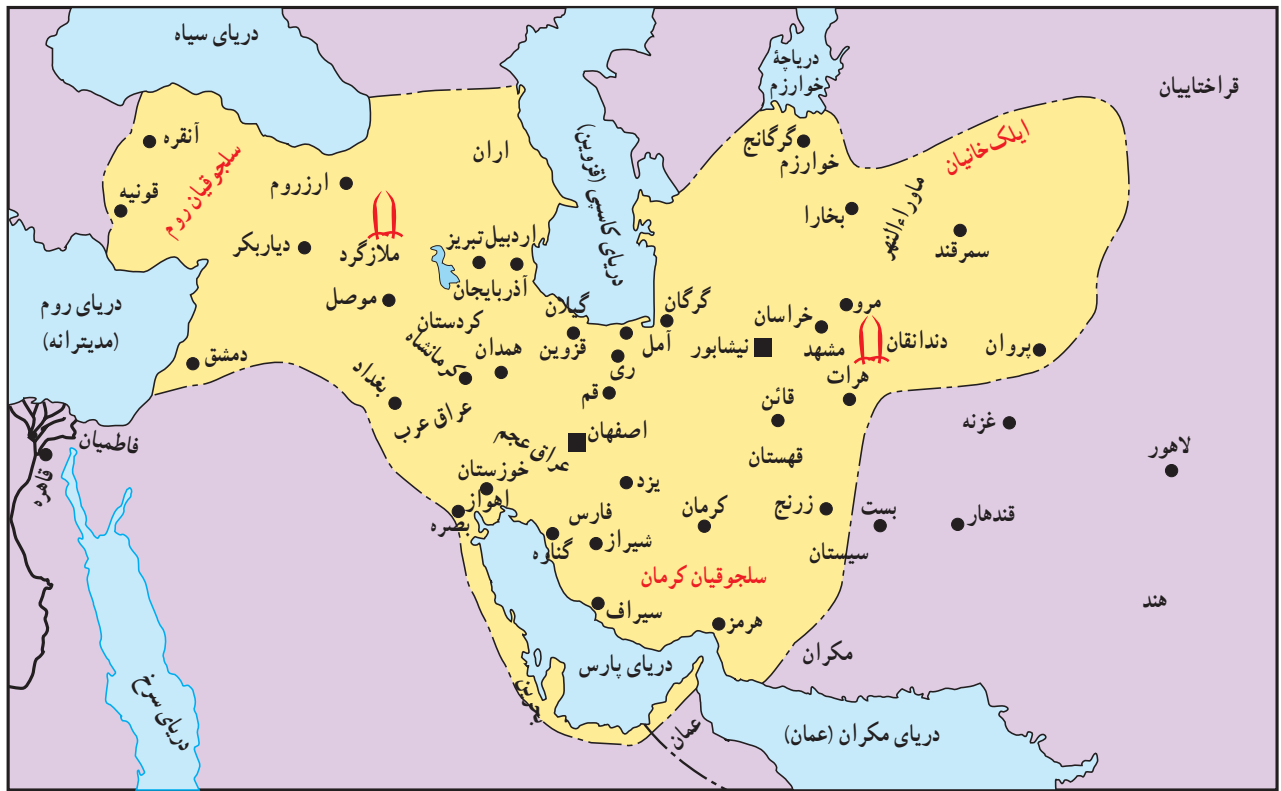 دریای سیاه
دریاچهٔ
خوارزم
قراختاییان
آنقره
سلجوقیان روم
قونیه
ارزروم
اران
دریای کاسپی (قزوین)
گرگانج
خوارزم
ایلک‌خانیان
ماوراءالنهر
بخارا
سمرقند
دیاربکر
ملازگرد
اردبیل
تبریز
آذربایجان
موصل
دریای روم
(مدیترانه)
دمشق
کردستان
کرمانشاه
همدان
گیلان
قزوین
آمل
گرگان
ری
قم
نیشابور
خراسان
مرو
مشهد
دندانقان
هرات
پروان
بغداد
عراق عرب
عراق عجم
اصفهان
قائن
قهستان
غزنه
لاهور
فاطمیان
قاهره
خوزستان
اهواز
بصره
یزد
کرمان
زرنج
بست
قندهار
سیستان
فارس
گناوه
شیراز
سلجوقیان کرمان
سیراف
هرمز
هند
مکران
دریای پارس
بحرین
عمان
دریای مکران (عمان)
دریای سرخ